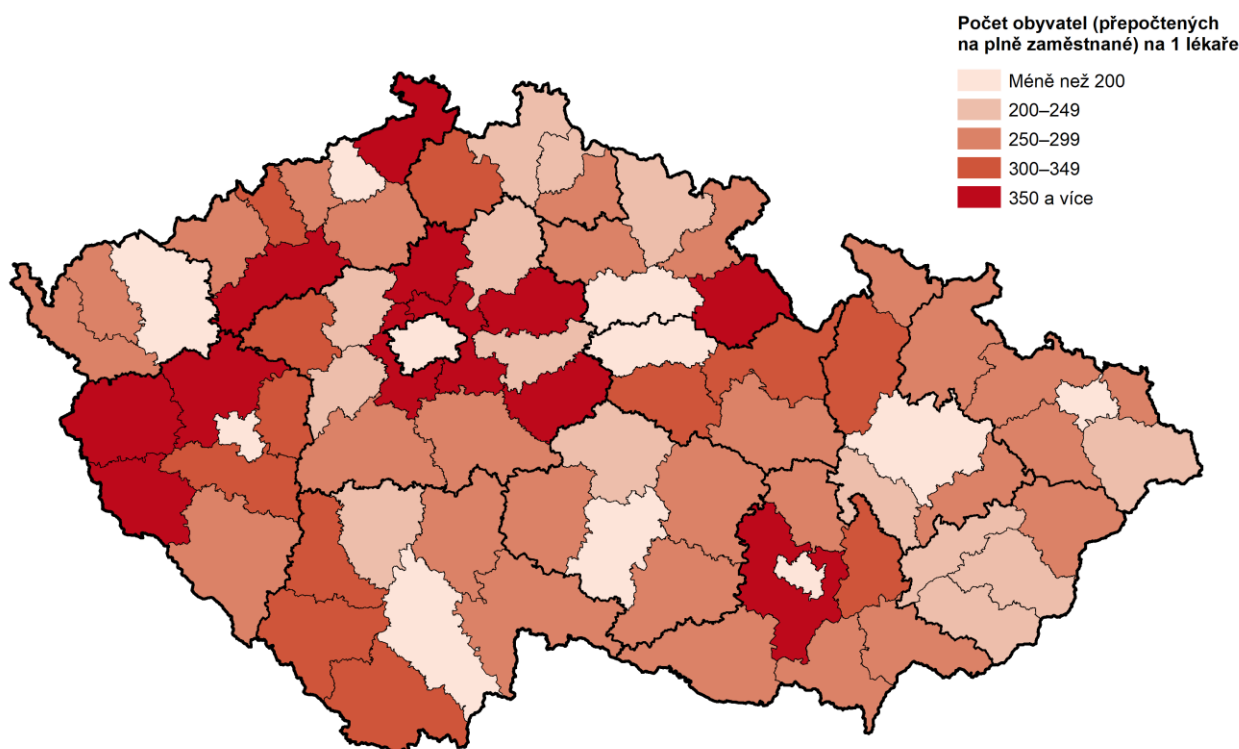 Počet obyvatel (přepočtených
na plně zaměstnané) na 1 lékaře
Méně než 200
200–249
250–299
300–349
350 a více